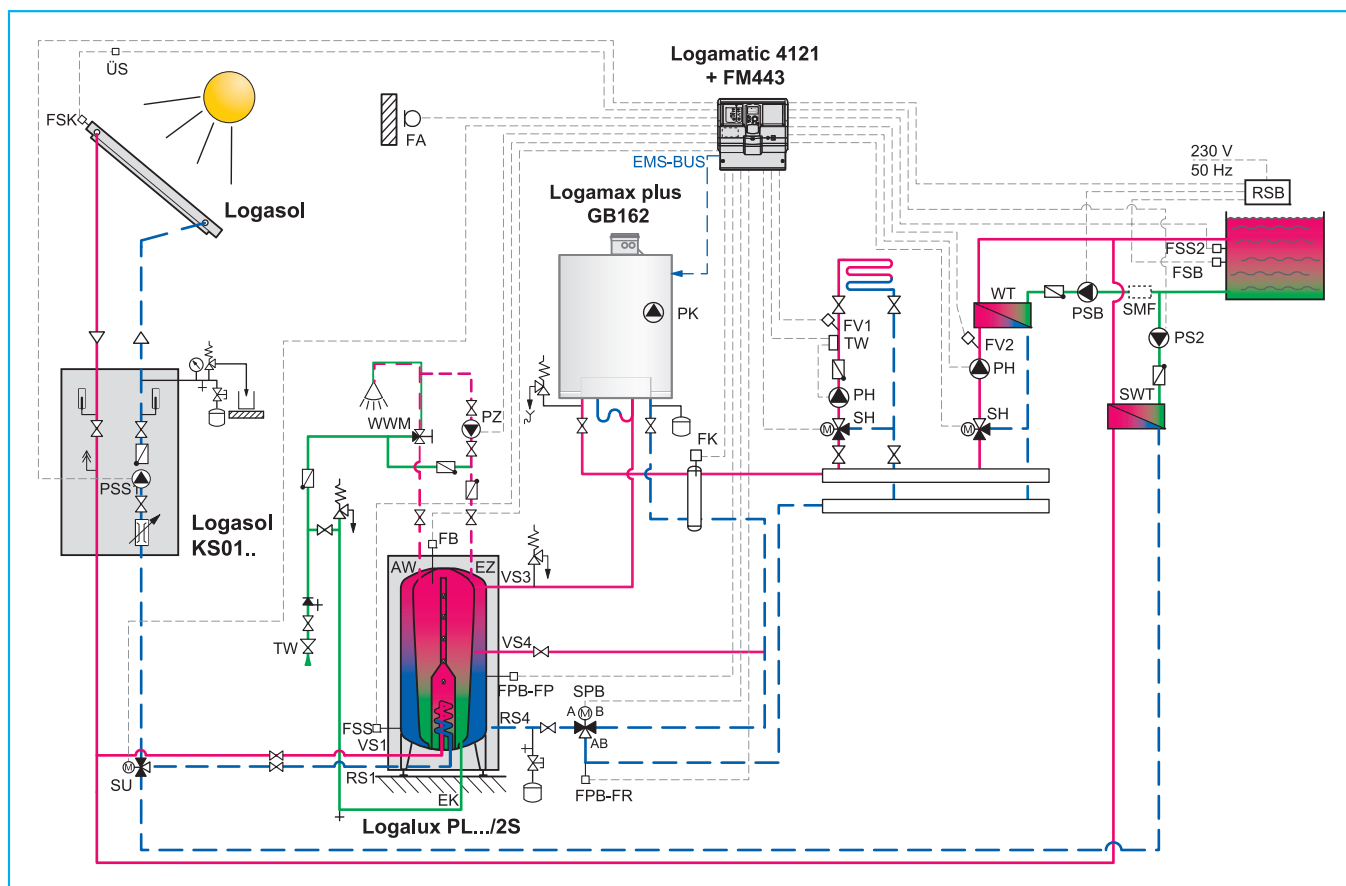 Logamatic 4121
+ FM443
ÜS
FSK
FA
EMS-BUS
230 V
50 Hz
RSB
Logasol
Logamax plus
GB162
FSS2
FSB
PK
FV1
TW
WT
PSB
SMF
PS2
FV2
PH
PH
SWT
WWM
PZ
SH
M
SH
M
FK
PSS1
Logasol
KS01..
FB
AW
EZ
VS3
TW
VS4
FPB-FP
SPB
A
M
B
FSS
RS4
AB
VS1
M
SU
RS1
FPB-FR
EK
Logalux PL.../2S